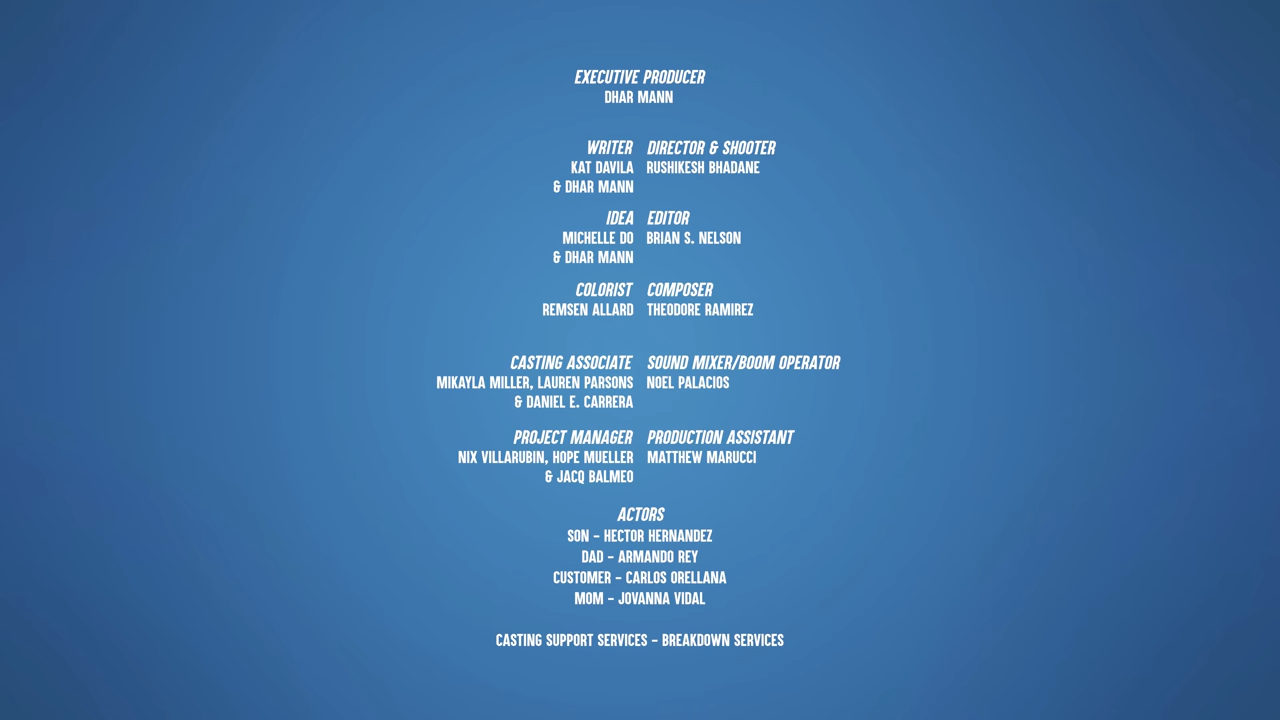 EXECUTIVE PRODUCER
DHAR MANN
WRITER
KAT DAVILA
& DHAR MANN
DIRECTOR & SHOOTER
RUSHIKESH BHADANE
IDEA
MICHELLE DO
& DHAR MANN
EDITOR
BRIAN S. NELSON
COLORIST
REMSEN ALLARD
COMPOSER
THEODORE RAMIREZ
CASTING ASSOCIATE
MIKAYLA MILLER, LAUREN PARSONS
& DANIEL E. CARRERA
SOUND MIXER/BOOM OPERATOR
NOEL PALACIOS
PROJECT MANAGER
NIX VILLARUBIN, HOPE MUELLER
& JACQ BALMEO
PRODUCTION ASSISTANT
MATTHEW MARUCCI
ACTORS
SON – HECTOR HERNANDEZ
DAD – ARMANDO REY
CUSTOMER – CARLOS ORELLANA
MOM – JOVANNA VIDAL
CASTING SUPPORT SERVICES – BREAKDOWN SERVICES